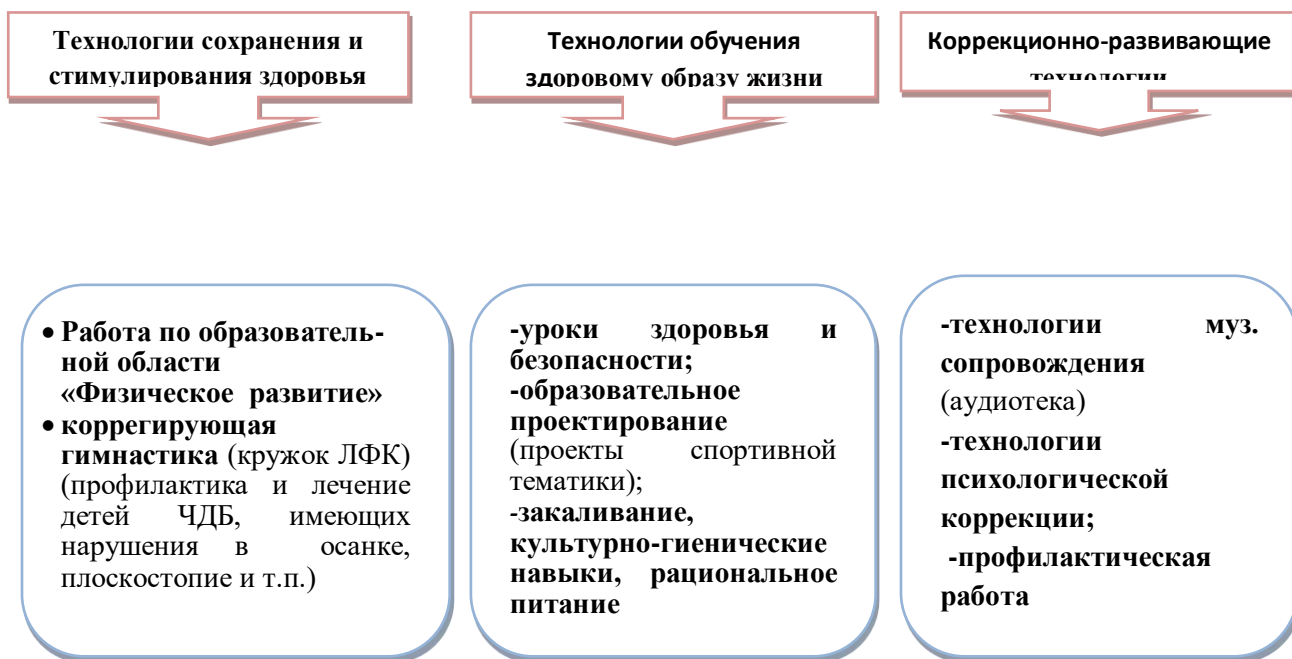 Технологии сохранения и
стимулирования здоровья
Технологии обучения
здоровому образу жизни
Коррекционно-развивающие
технологии
• Работа по образователь-
ной области
«Физическое развитие»
• коррегирующая
гимнастика (кружок ЛФК)
(профилактика и лечение
детей ЧДБ, имеющих
нарушения в осанке,
плоскостопие и т.п.)
-уроки здоровья и
безопасности;
-образовательное
проектирование
(проекты спортивной
тематики);
-закаливание,
культурно-гиенические
навыки, рациональное
питание
-технологии муз.
сопровождения
(аудиотека)
-технологии
психологической
коррекции;
-профилактическая
работа